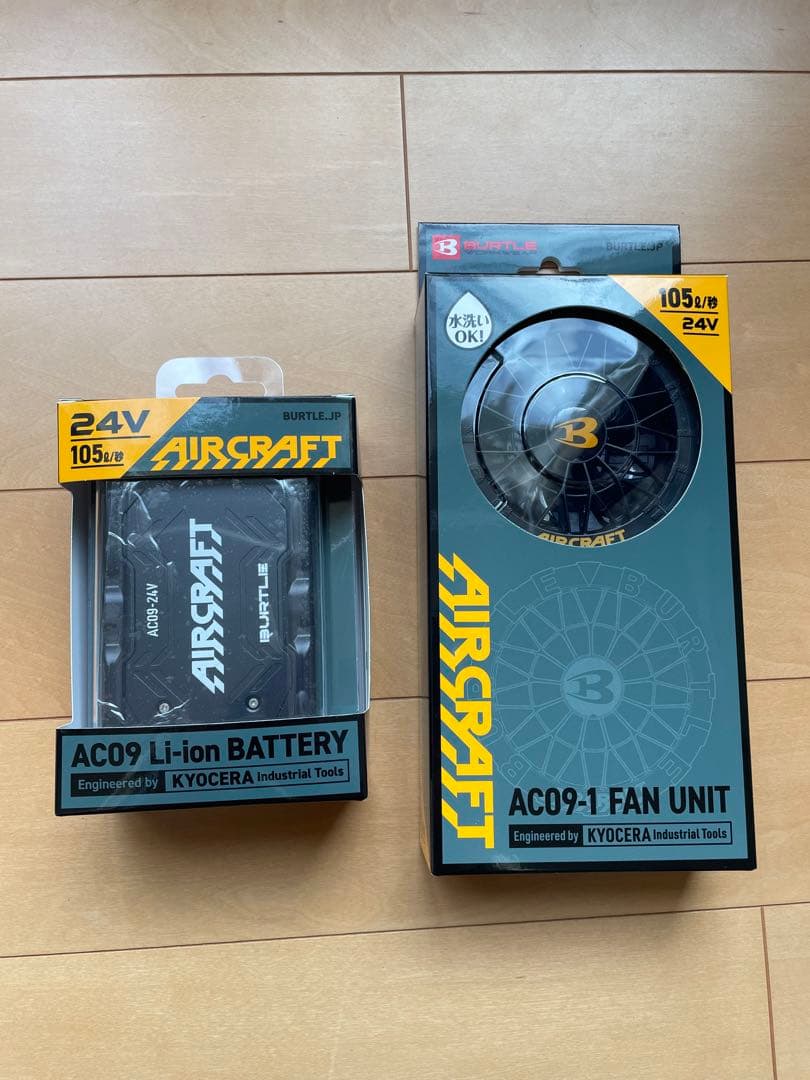 24V
105ℓ/秒
BURTLE.JP
AIRCRAFT
AC09-24V
AIRCRAFT
BURTLE
AC09 Li-ion BATTERY
Engineered by KYOCERA Industrial Tools
B BURTLE
BURTLE.JP
水洗い
OK!
105ℓ/秒
24V
B
AIRCRAFT
AIRCRAFT
B
AC09-1 FAN UNIT
Engineered by KYOCERA Industrial Tools